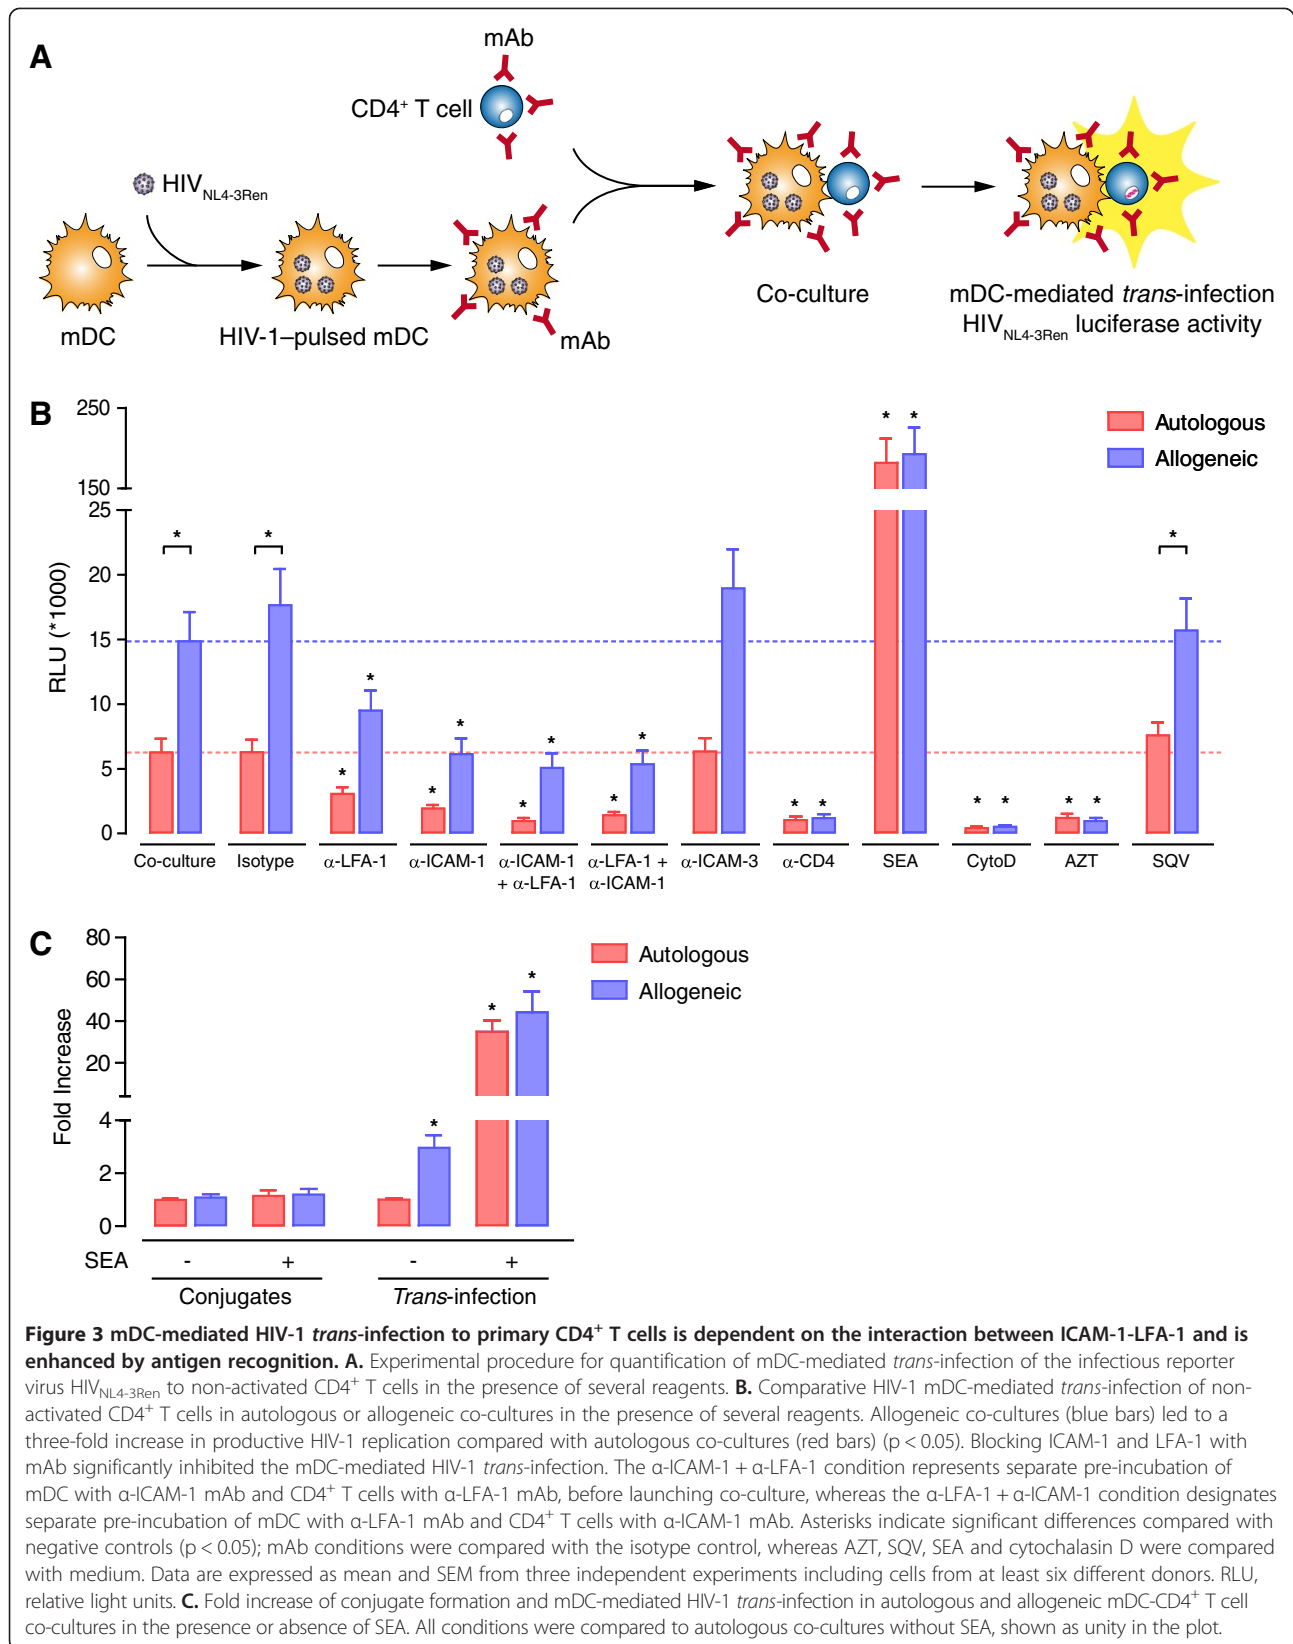 A
mAb
CD4+ T cell
HIVNL4-3Ren
mDC
HIV-1–pulsed mDC
mAb
Co-culture
mDC-mediated trans-infection
HIVNL4-3Ren luciferase activity
B
250
150
25
20
15
10
5
0
RLU (*1000)
Autologous
Allogeneic
* * * * * * * * * * * * * * * * * * *
Co-culture Isotype α-LFA-1 α-ICAM-1 α-ICAM-1 α-LFA-1 + α-ICAM-3 α-CD4 SEA CytoD AZT SQV
+ α-LFA-1 α-ICAM-1
C
80
60
40
20
4
2
0
Fold Increase
Autologous
Allogeneic
* * *
SEA - + - +
Conjugates Trans-infection
Figure 3 mDC-mediated HIV-1 trans-infection to primary CD4+ T cells is dependent on the interaction between ICAM-1-LFA-1 and is
enhanced by antigen recognition. A. Experimental procedure for quantification of mDC-mediated trans-infection of the infectious reporter
virus HIVNL4-3Ren to non-activated CD4+ T cells in the presence of several reagents. B. Comparative HIV-1 mDC-mediated trans-infection of non-
activated CD4+ T cells in autologous or allogeneic co-cultures in the presence of several reagents. Allogeneic co-cultures (blue bars) led to a
three-fold increase in productive HIV-1 replication compared with autologous co-cultures (red bars) (p < 0.05). Blocking ICAM-1 and LFA-1 with
mAb significantly inhibited the mDC-mediated HIV-1 trans-infection. The α-ICAM-1 + α-LFA-1 condition represents separate pre-incubation of
mDC with α-ICAM-1 mAb and CD4+ T cells with α-LFA-1 mAb, before launching co-culture, whereas the α-LFA-1 + α-ICAM-1 condition designates
separate pre-incubation of mDC with α-LFA-1 mAb and CD4+ T cells with α-ICAM-1 mAb. Asterisks indicate significant differences compared with
negative controls (p < 0.05); mAb conditions were compared with the isotype control, whereas AZT, SQV, SEA and cytochalasin D were compared
with medium. Data are expressed as mean and SEM from three independent experiments including cells from at least six different donors. RLU,
relative light units. C. Fold increase of conjugate formation and mDC-mediated HIV-1 trans-infection in autologous and allogeneic mDC-CD4+ T cell
co-cultures in the presence or absence of SEA. All conditions were compared to autologous co-cultures without SEA, shown as unity in the plot.